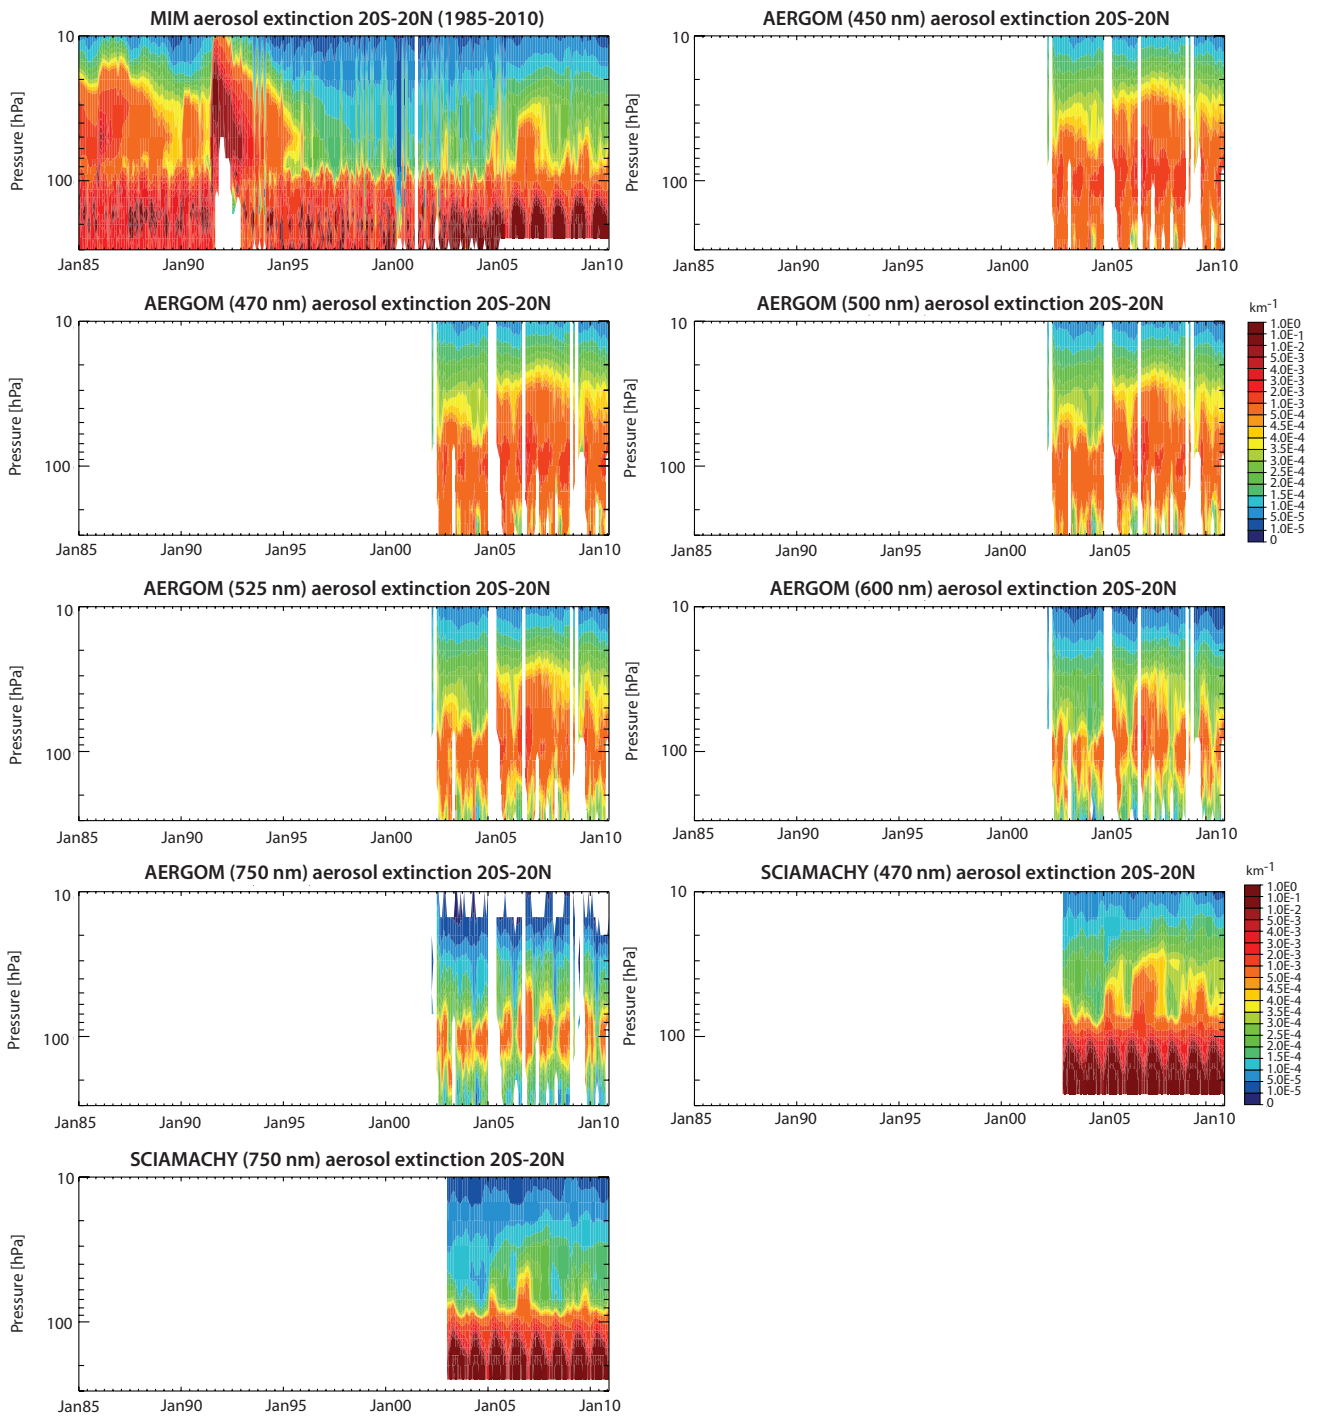 MIM aerosol extinction 20S-20N (1985-2010)
10
100
Pressure [hPa]
Jan85 Jan90 Jan95 Jan00 Jan05 Jan10
AERGOM (450 nm) aerosol extinction 20S-20N
10
100
Pressure [hPa]
Jan85 Jan90 Jan95 Jan00 Jan05 Jan10
AERGOM (470 nm) aerosol extinction 20S-20N
10
100
Pressure [hPa]
Jan85 Jan90 Jan95 Jan00 Jan05 Jan10
AERGOM (500 nm) aerosol extinction 20S-20N
10
100
Pressure [hPa]
Jan85 Jan90 Jan95 Jan00 Jan05
km-1
1.0E0
1.0E-1
1.0E-2
5.0E-3
4.0E-3
3.0E-3
2.0E-3
1.0E-3
5.0E-4
4.5E-4
4.0E-4
3.5E-4
3.0E-4
2.5E-4
2.0E-4
1.5E-4
1.0E-4
5.0E-5
1.0E-5
0
AERGOM (525 nm) aerosol extinction 20S-20N
10
100
Pressure [hPa]
Jan85 Jan90 Jan95 Jan00 Jan05 Jan10
AERGOM (600 nm) aerosol extinction 20S-20N
10
100
Pressure [hPa]
Jan85 Jan90 Jan95 Jan00 Jan05 Jan10
AERGOM (750 nm) aerosol extinction 20S-20N
10
100
Pressure [hPa]
Jan85 Jan90 Jan95 Jan00 Jan05 Jan10
SCIAMACHY (470 nm) aerosol extinction 20S-20N
10
100
Pressure [hPa]
Jan85 Jan90 Jan95 Jan00 Jan05 Jan10
km-1
1.0E0
1.0E-1
1.0E-2
5.0E-3
4.0E-3
3.0E-3
2.0E-3
1.0E-3
5.0E-4
4.5E-4
4.0E-4
3.5E-4
3.0E-4
2.5E-4
2.0E-4
1.5E-4
1.0E-4
5.0E-5
1.0E-5
0
SCIAMACHY (750 nm) aerosol extinction 20S-20N
10
100
Pressure [hPa]
Jan85 Jan90 Jan95 Jan00 Jan05 Jan10